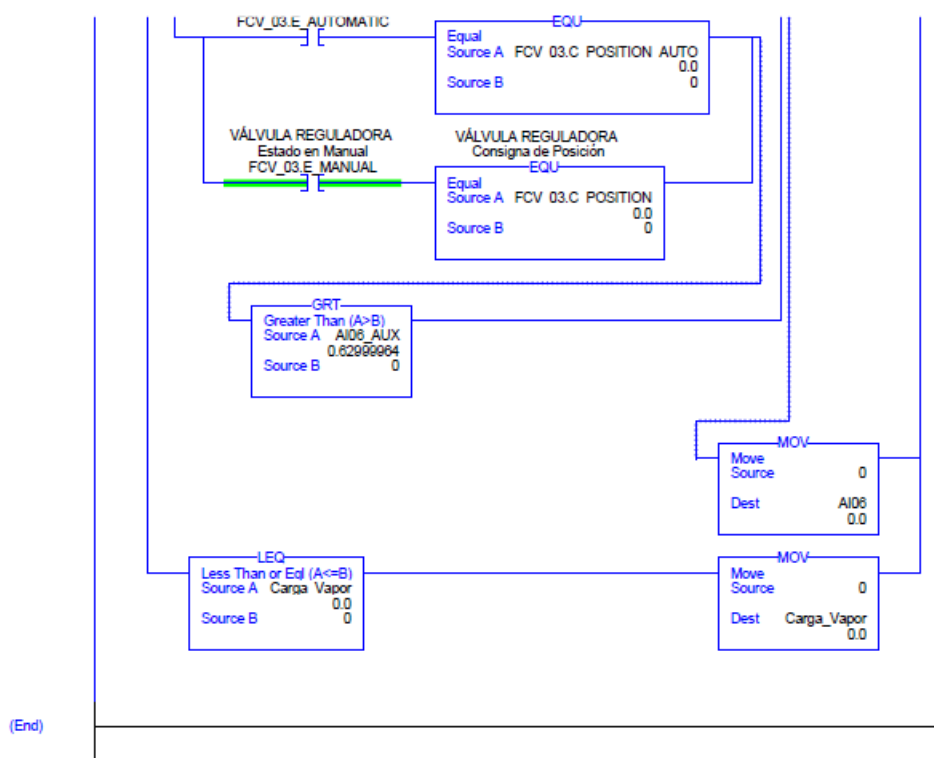 FCV_03.E_AUTOMATIC
EQU
Equal
Source A FCV_03.C_POSITION_AUTO
0.0
Source B 0
VÁLVULA REGULADORA
Estado en Manual
FCV_03.E_MANUAL
VÁLVULA REGULADORA
Consigna de Posición
EQU
Equal
Source A FCV_03.C_POSITION
0.0
Source B 0
GRT
Greater Than (A>B)
Source A AI06_AUX
0.62999964
Source B 0
MOV
Move
Source 0
Dest AI06
0.0
LEQ
Less Than or Eql (A<=B)
Source A Carga_Vapor
0.0
Source B 0
MOV
Move
Source 0
Dest Carga_Vapor
0.0
(End)